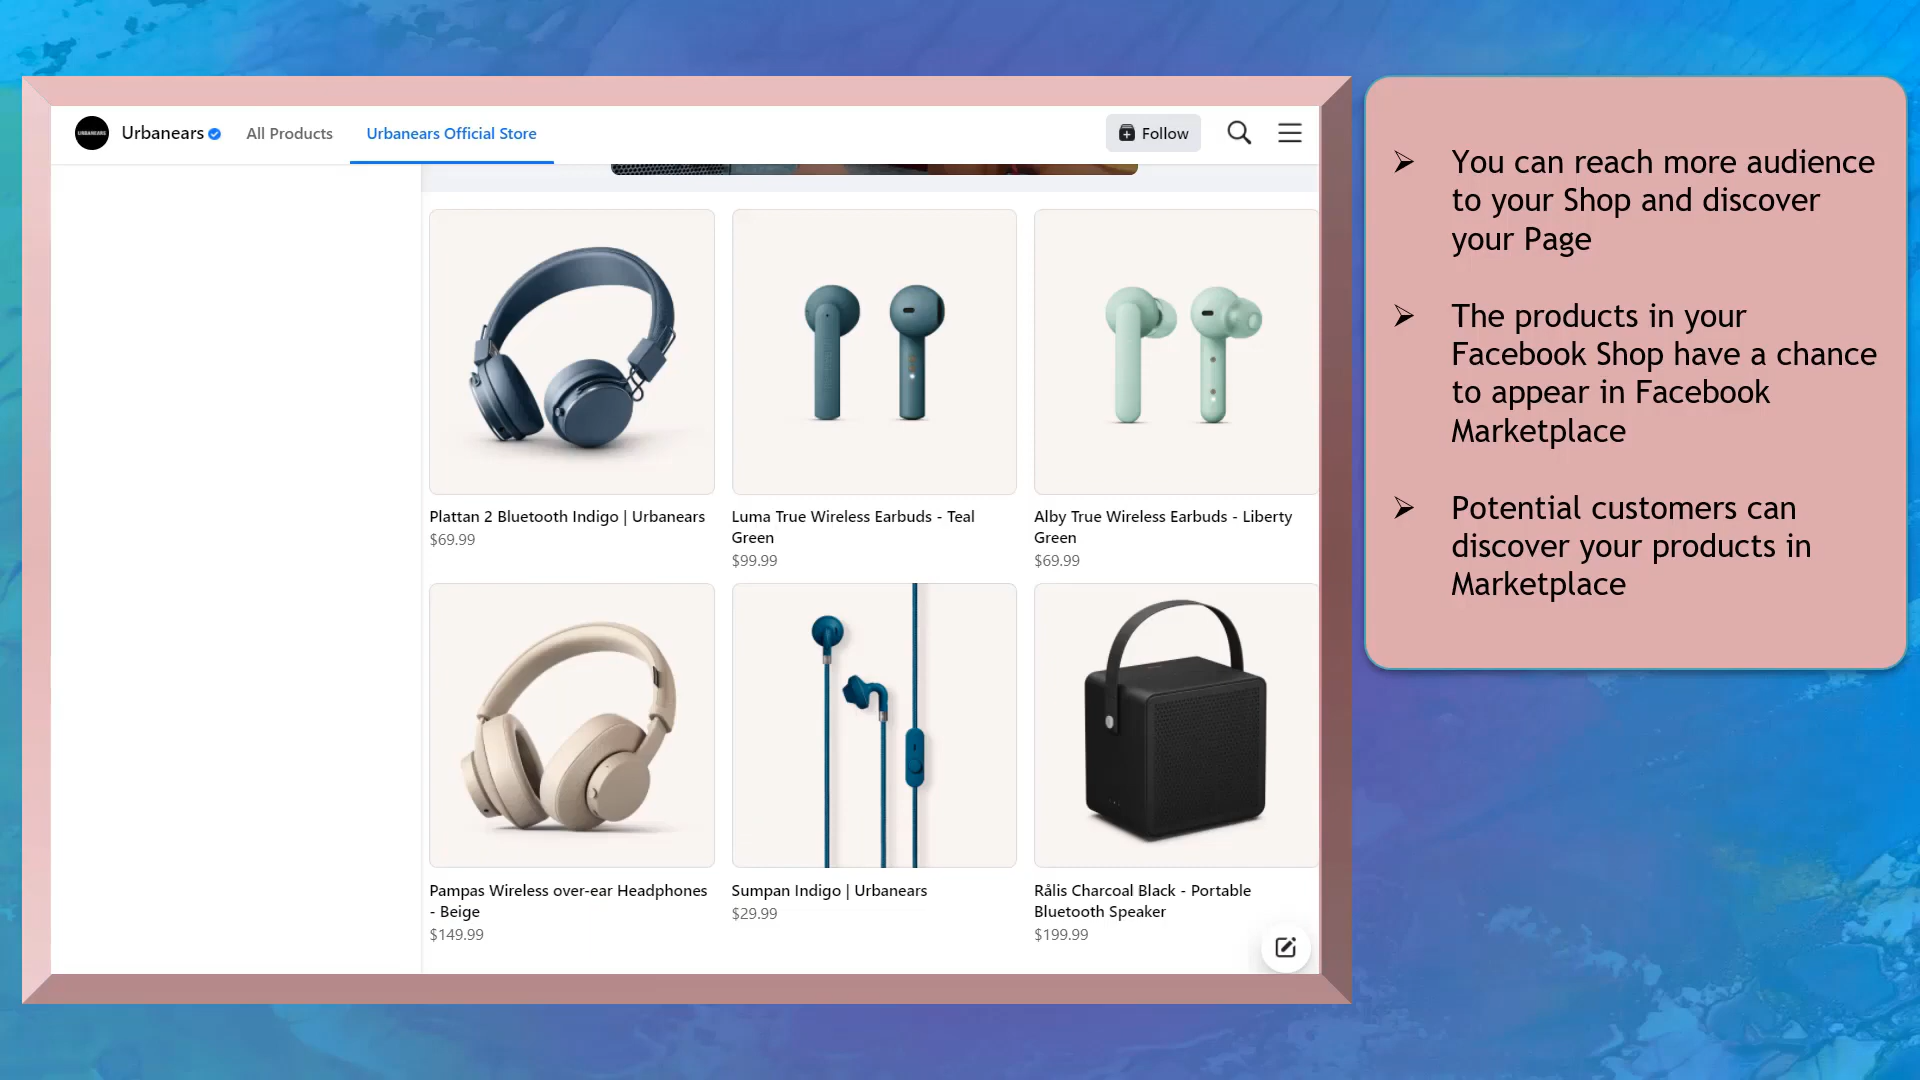 Urbanears
All Products
Urbanears Official Store
Follow
Plattan 2 Bluetooth Indigo | Urbanears
$69.99
Luma True Wireless Earbuds - Teal
Green
$99.99
Alby True Wireless Earbuds - Liberty
Green
$69.99
Pampas Wireless over-ear Headphones
- Beige
$149.99
Sumpan Indigo | Urbanears
$29.99
Rålis Charcoal Black - Portable
Bluetooth Speaker
$199.99
You can reach more audience
to your Shop and discover
your Page
The products in your
Facebook Shop have a chance
to appear in Facebook
Marketplace
Potential customers can
discover your products in
Marketplace